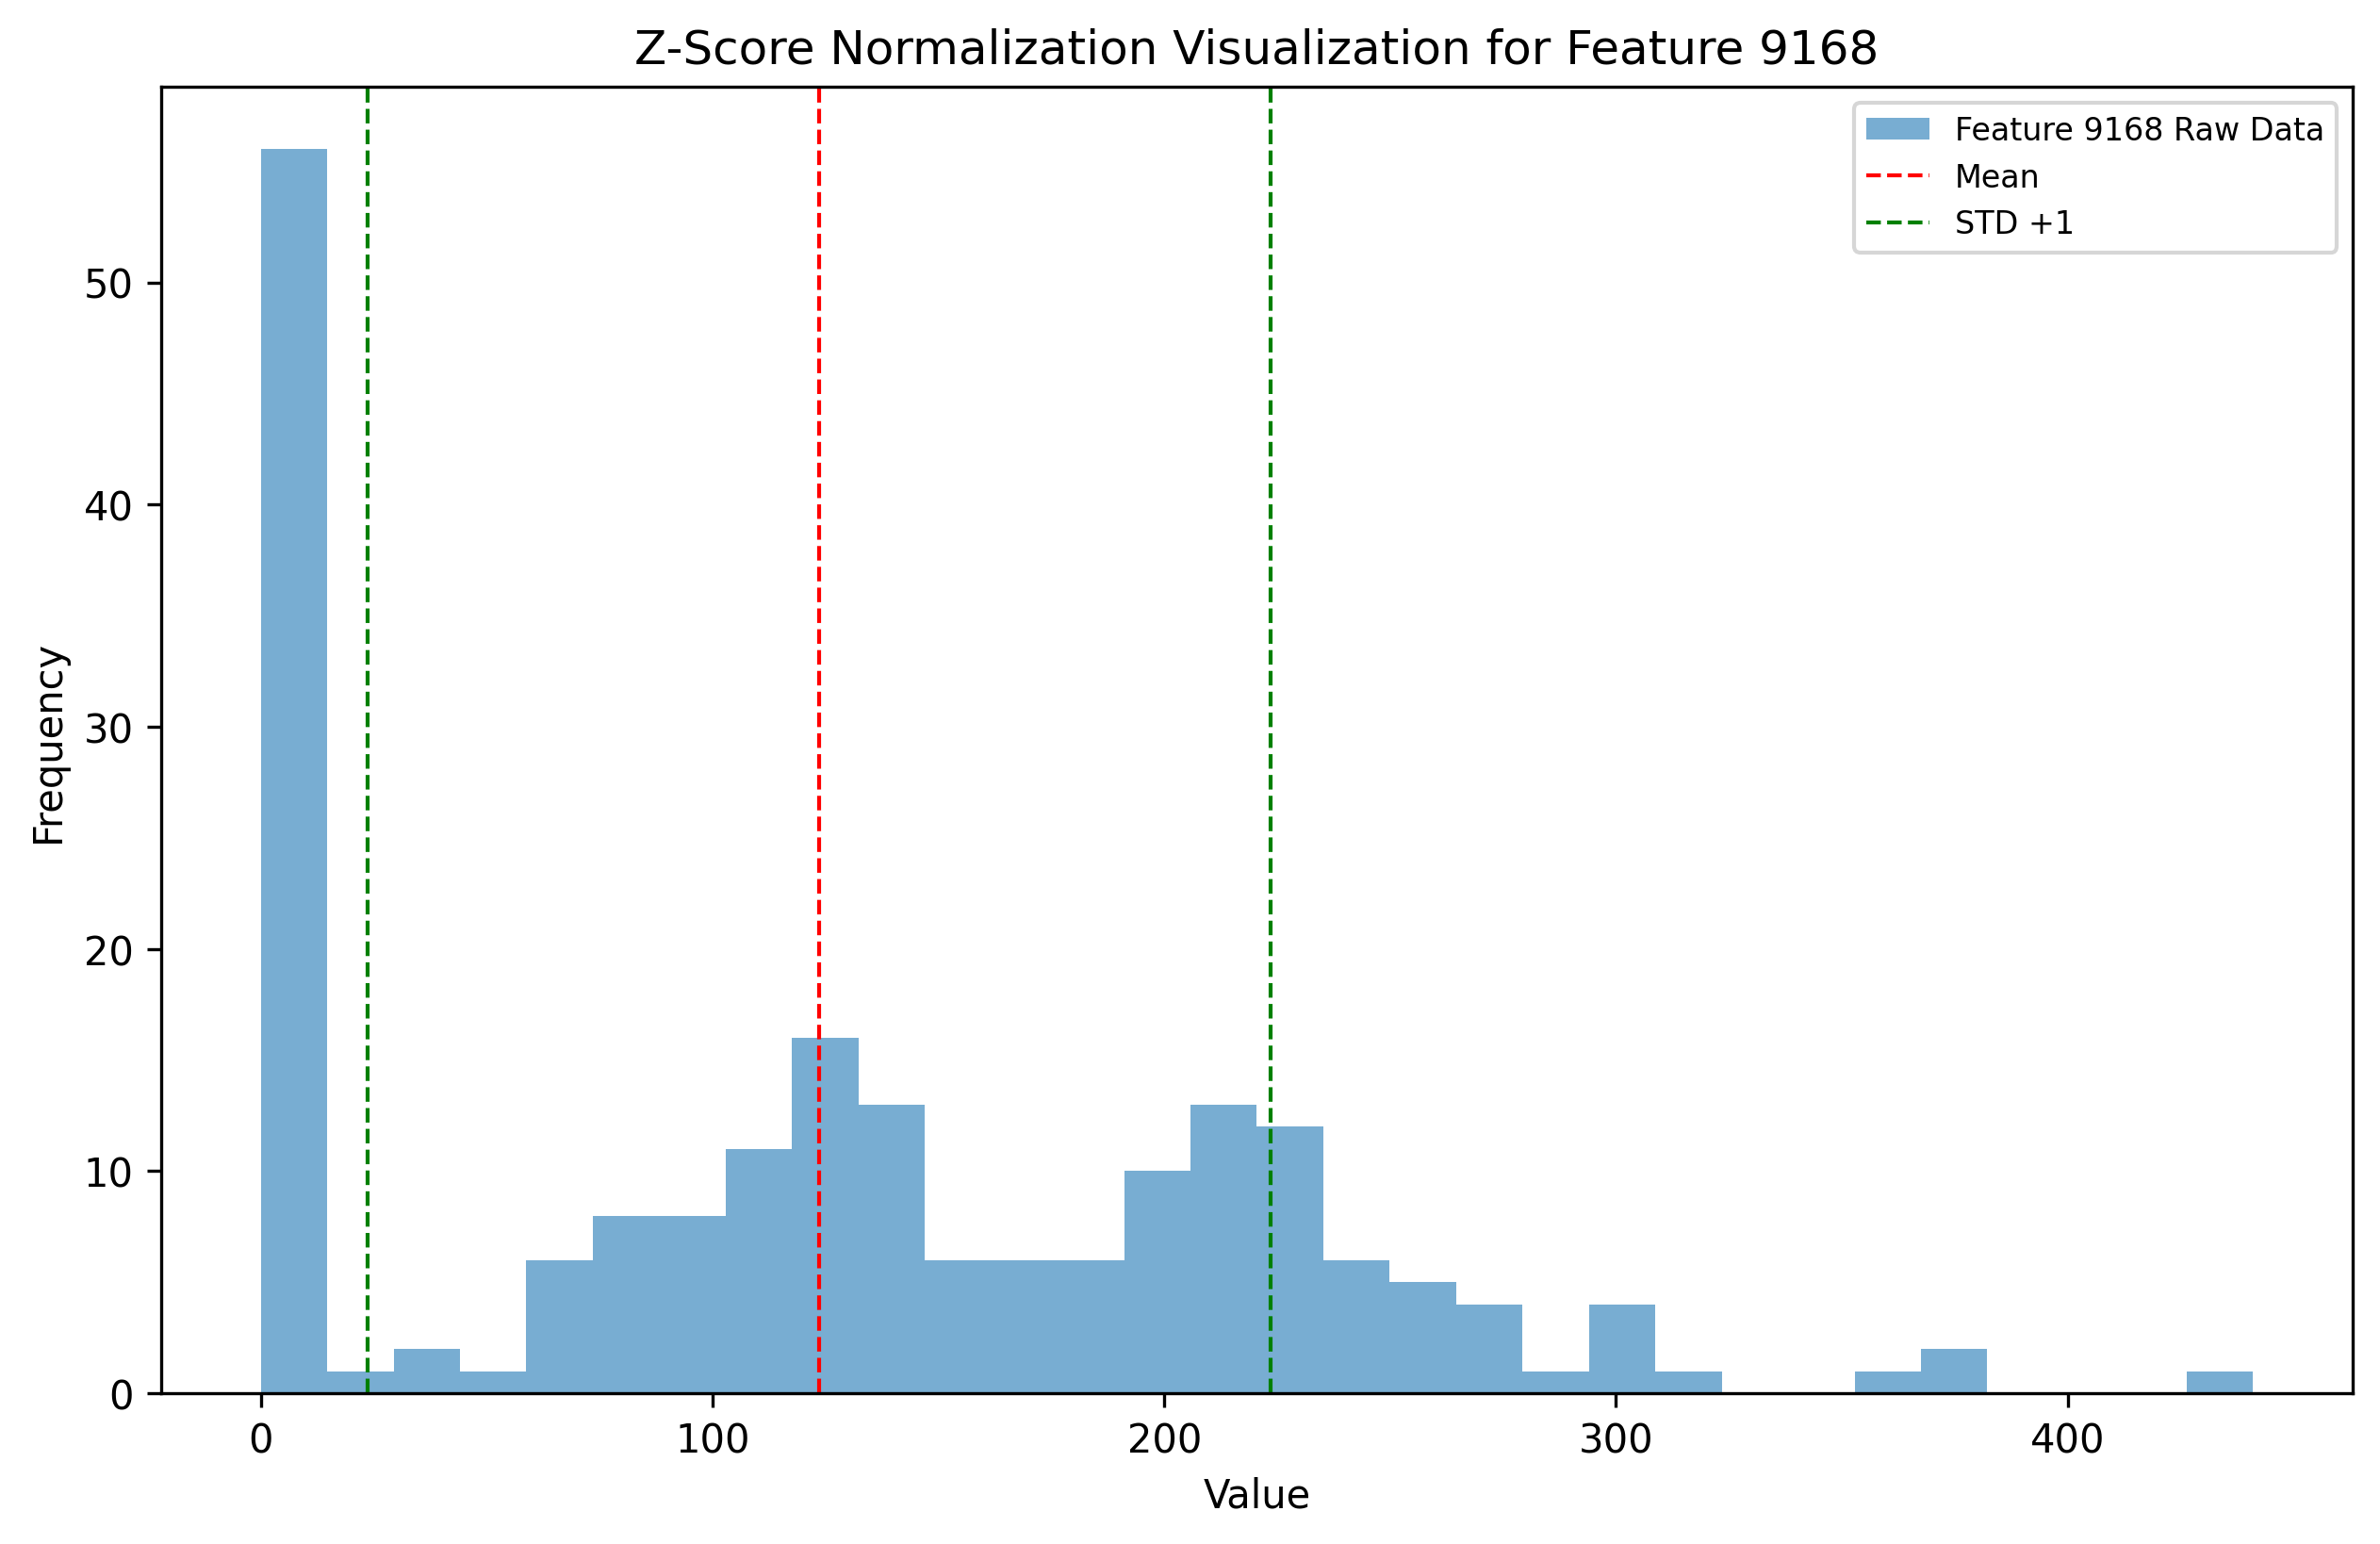 Z-Score Normalization Visualization for Feature 9168
Feature 9168 Raw Data
Mean
STD +1
Frequency
50
40
30
20
10
0
0 100 200 300 400
Value